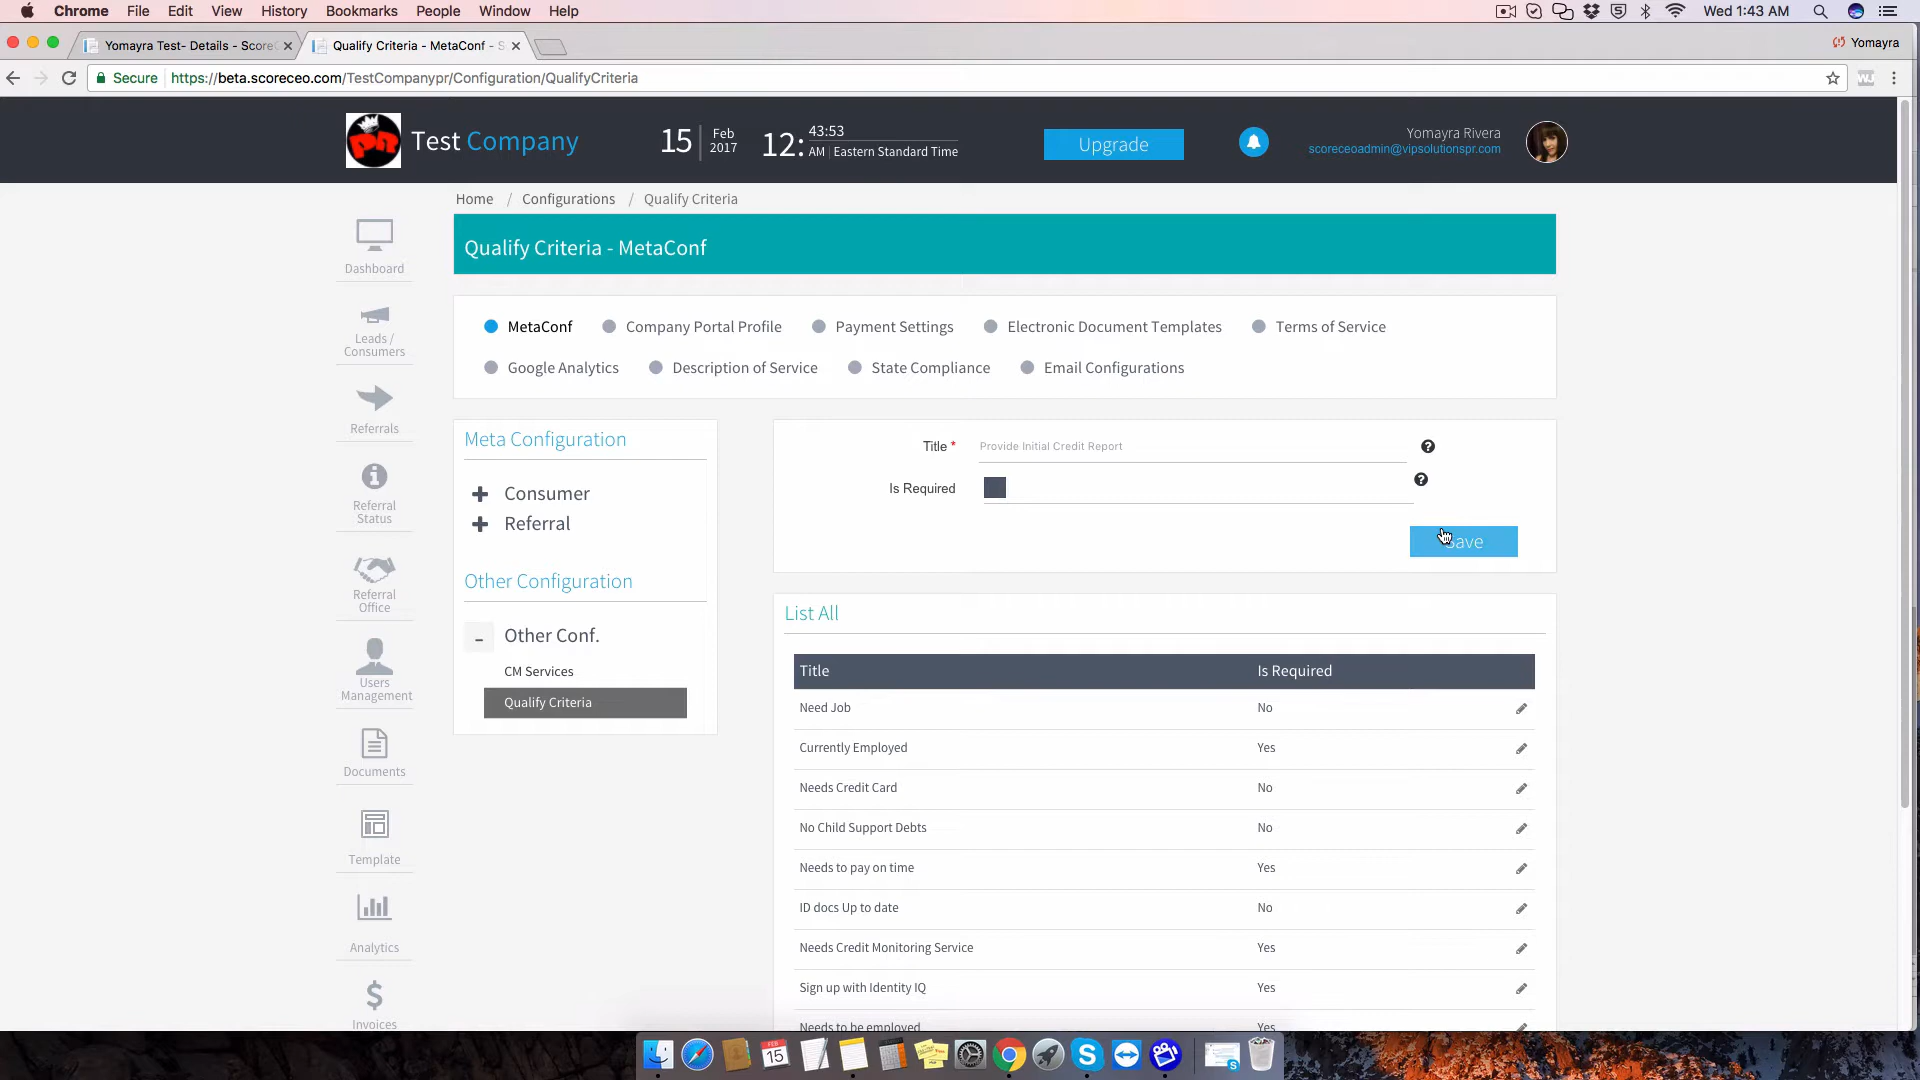 Chrome File Edit View History Bookmarks People Window Help
Wed 1:43 AM
Yomayra Test- Details - Score
Qualify Criteria - MetaConf - S
Yomayra
Secure https://beta.scoreceo.com/TestCompanypr/Configuration/QualifyCriteria
Test Company
15 Feb 2017
12: 43:53 AM | Eastern Standard Time
Upgrade
Yomayra Rivera
scoreceoadmin@vipsolutionspr.com
Home / Configurations / Qualify Criteria
Qualify Criteria - MetaConf
Dashboard
Leads / Consumers
Referrals
Referral Status
Referral Office
Users Management
Documents
Template
Analytics
Invoices
MetaConf Company Portal Profile Payment Settings Electronic Document Templates Terms of Service
Google Analytics Description of Service State Compliance Email Configurations
Meta Configuration
+ Consumer
+ Referral
Other Configuration
- Other Conf.
CM Services
Qualify Criteria
Title * Provide Initial Credit Report
Is Required
Save
List All
Title Is Required
Need Job No
Currently Employed Yes
Needs Credit Card No
No Child Support Debts No
Needs to pay on time Yes
ID docs Up to date No
Needs Credit Monitoring Service Yes
Sign up with Identity IQ Yes
Needs to be employed Yes
FEB 15